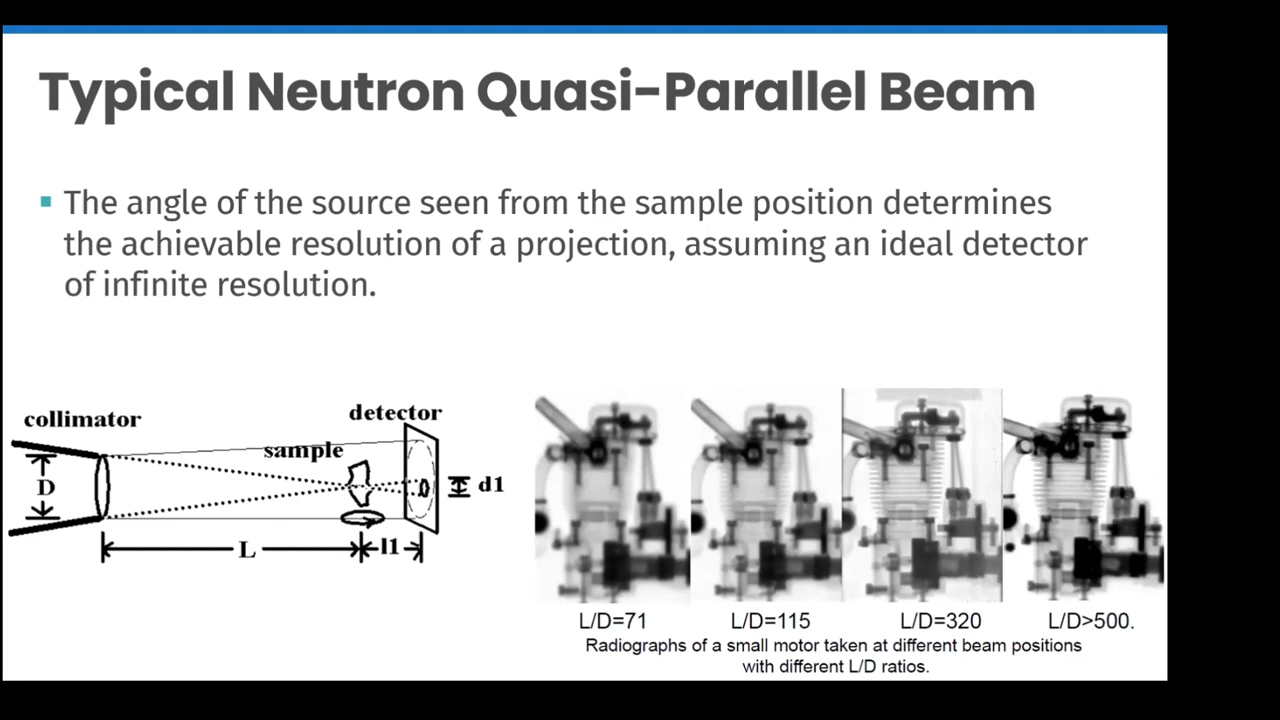 Typical Neutron Quasi-Parallel Beam
The angle of the source seen from the sample position determines
the achievable resolution of a projection, assuming an ideal detector
of infinite resolution.
collimator
detector
sample
D
d1
L
l1
L/D=71
L/D=115
L/D=320
L/D>500.
Radiographs of a small motor taken at different beam positions
with different L/D ratios.